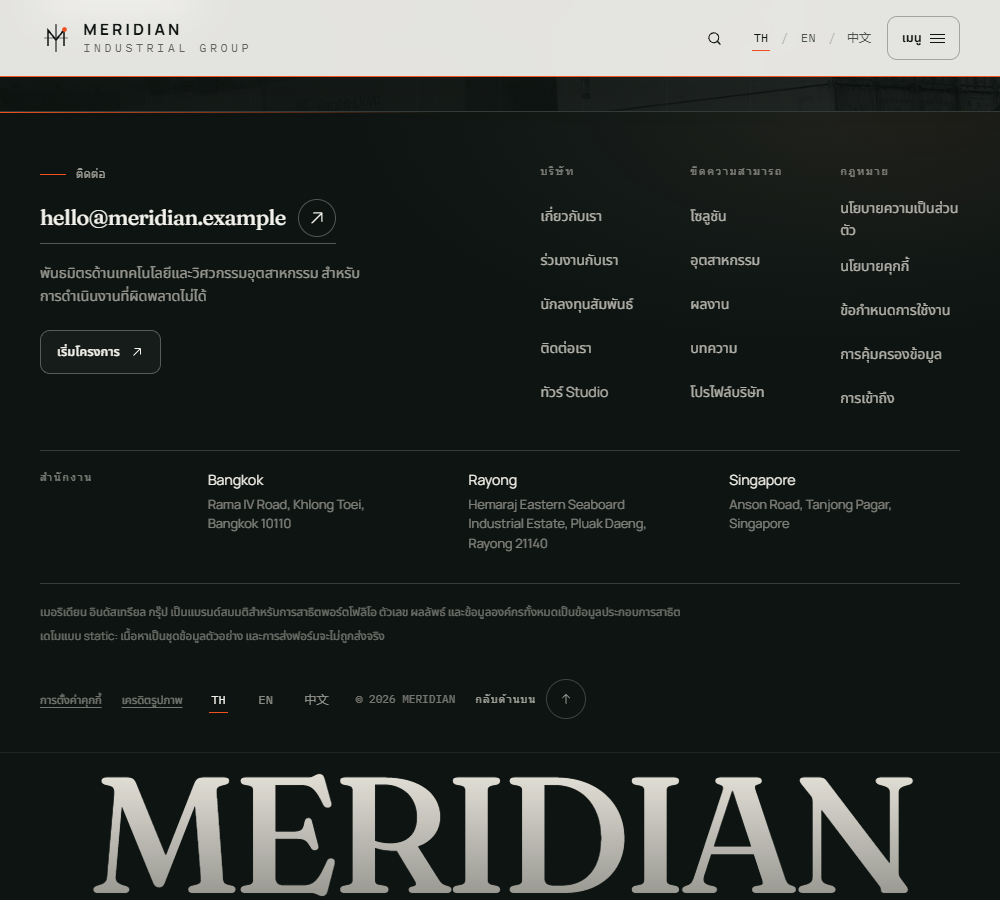 MERIDIAN
INDUSTRIAL GROUP
TH / EN / 中文
เมนู
ติดต่อ
hello@meridian.example
พันธมิตรด้านเทคโนโลยีและวิศวกรรมอุตสาหกรรม สำหรับ
การดำเนินงานที่ผิดพลาดไม่ได้
เริ่มโครงการ
บริษัท
เกี่ยวกับเรา
ร่วมงานกับเรา
นักลงทุนสัมพันธ์
ติดต่อเรา
ทัวร์ Studio
ขีดความสามารถ
โซลูชัน
อุตสาหกรรม
ผลงาน
บทความ
โปรไฟล์บริษัท
กฎหมาย
นโยบายความเป็นส่วน
ตัว
นโยบายคุกกี้
ข้อกำหนดการใช้งาน
การคุ้มครองข้อมูล
การเข้าถึง
สำนักงาน
Bangkok
Rama IV Road, Khlong Toei,
Bangkok 10110
Rayong
Hemaraj Eastern Seaboard
Industrial Estate, Pluak Daeng,
Rayong 21140
Singapore
Anson Road, Tanjong Pagar,
Singapore
เมอริเดียน อินดัสเทรียล กรุ๊ป เป็นแบรนด์สมมติสำหรับการสาธิตพอร์ตโฟลิโอ ตัวเลข ผลลัพธ์ และข้อมูลองค์กรทั้งหมดเป็นข้อมูลประกอบการสาธิต
เดโมแบบ static: เนื้อหาเป็นชุดข้อมูลตัวอย่าง และการส่งฟอร์มจะไม่ถูกส่งจริง
การตั้งค่าคุกกี้ เครดิตรูปภาพ TH EN 中文 © 2026 MERIDIAN กลับด้านบน
MERIDIAN